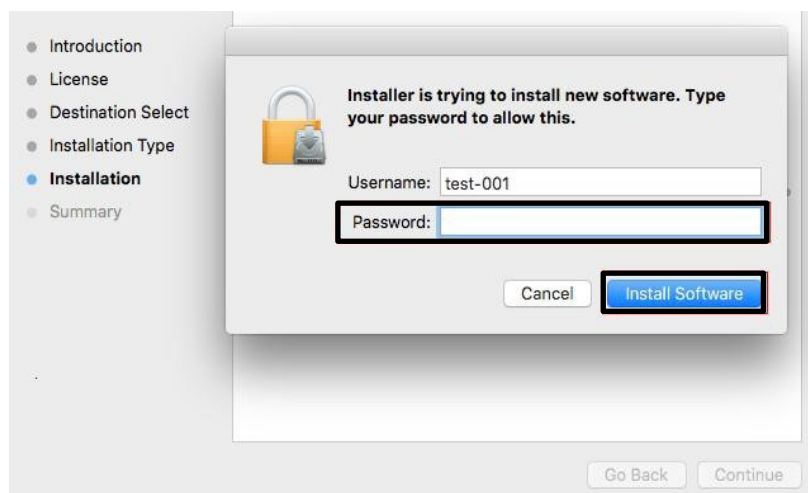 Introduction
License
Destination Select
Installation Type
Installation
Summary
Installer is trying to install new software. Type
your password to allow this.
Username: test-001
Password:
Cancel Install Software
Go Back Continue